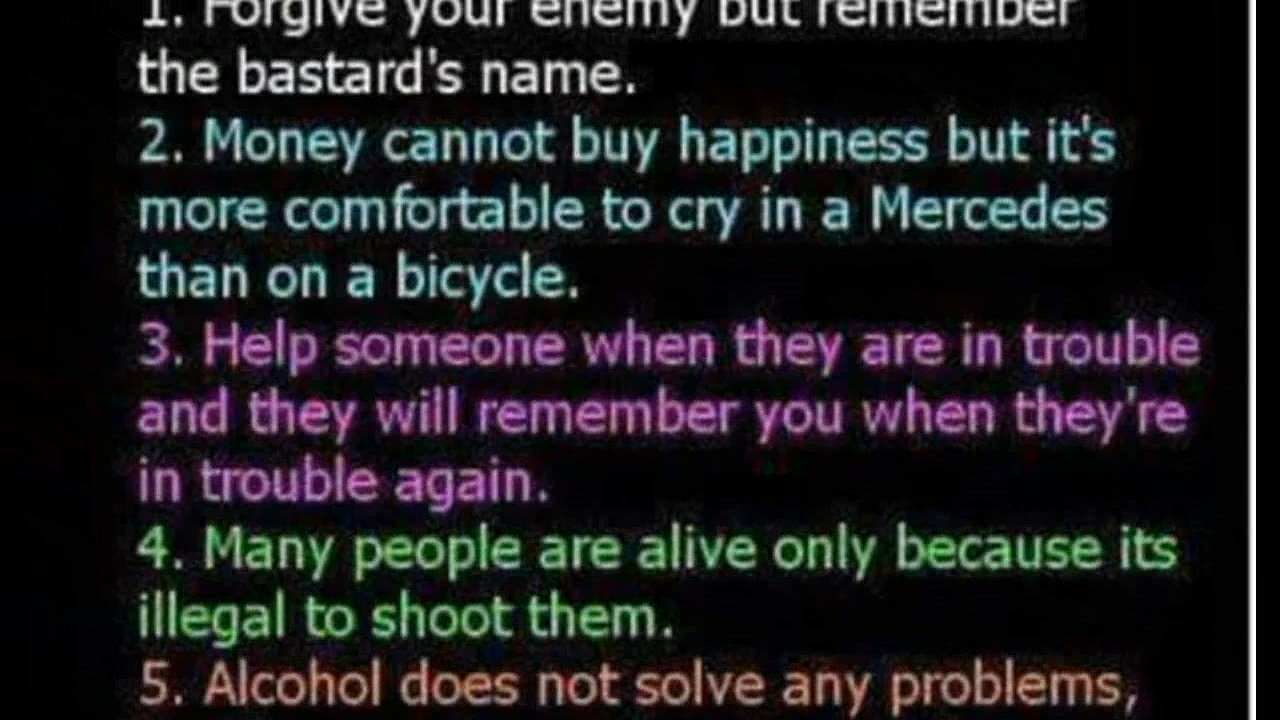 1. Forgive your enemy but remember
the bastard's name.
2. Money cannot buy happiness but it's
more comfortable to cry in a Mercedes
than on a bicycle.
3. Help someone when they are in trouble
and they will remember you when they're
in trouble again.
4. Many people are alive only because its
illegal to shoot them.
5. Alcohol does not solve any problems,